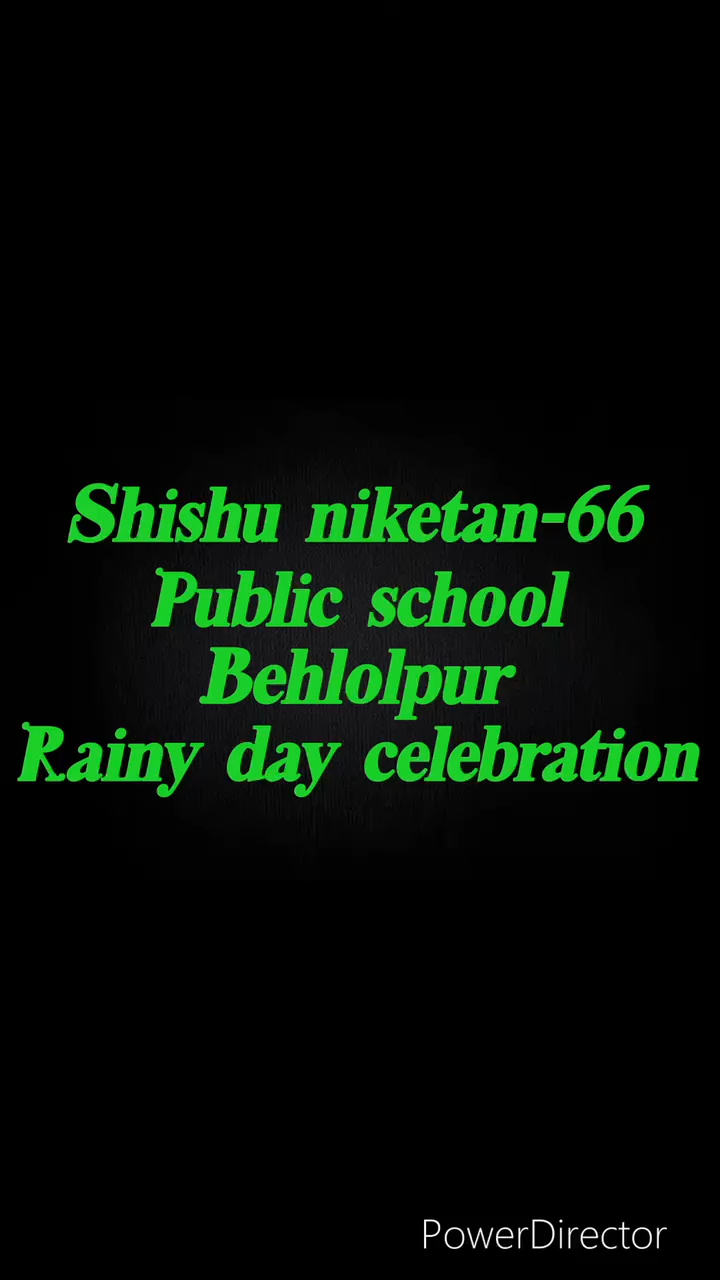 Shishu niketan-66
Public school
Behlolpur
Rainy day celebration
PowerDirector